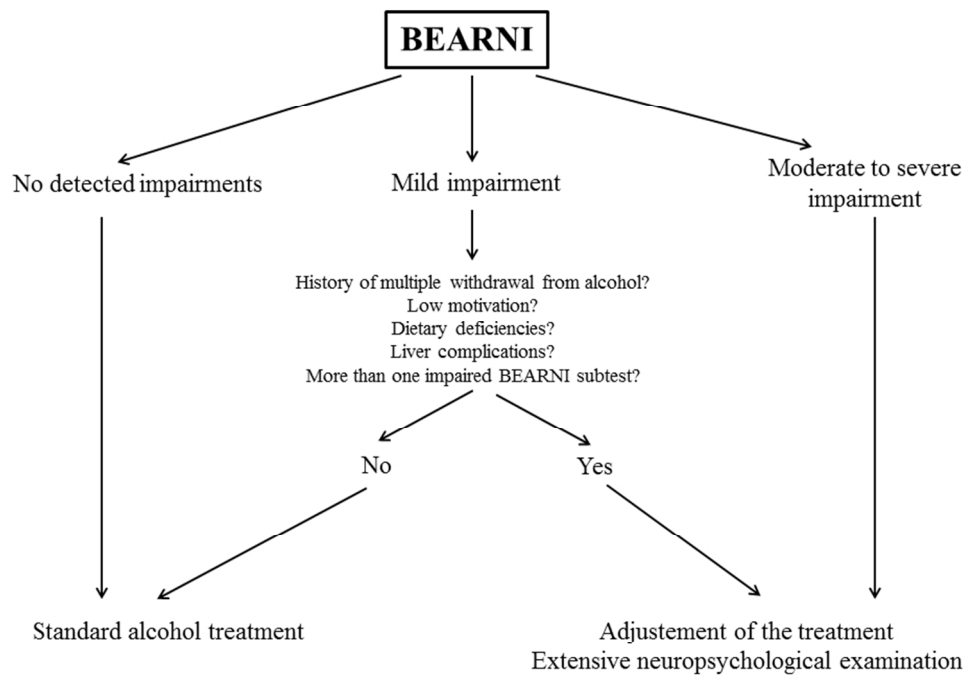 BEARNI
No detected impairments
Mild impairment
Moderate to severe
impairment
History of multiple withdrawal from alcohol?
Low motivation?
Dietary deficiencies?
Liver complications?
More than one impaired BEARNI subtest?
No
Yes
Standard alcohol treatment
Adjustement of the treatment
Extensive neuropsychological examination